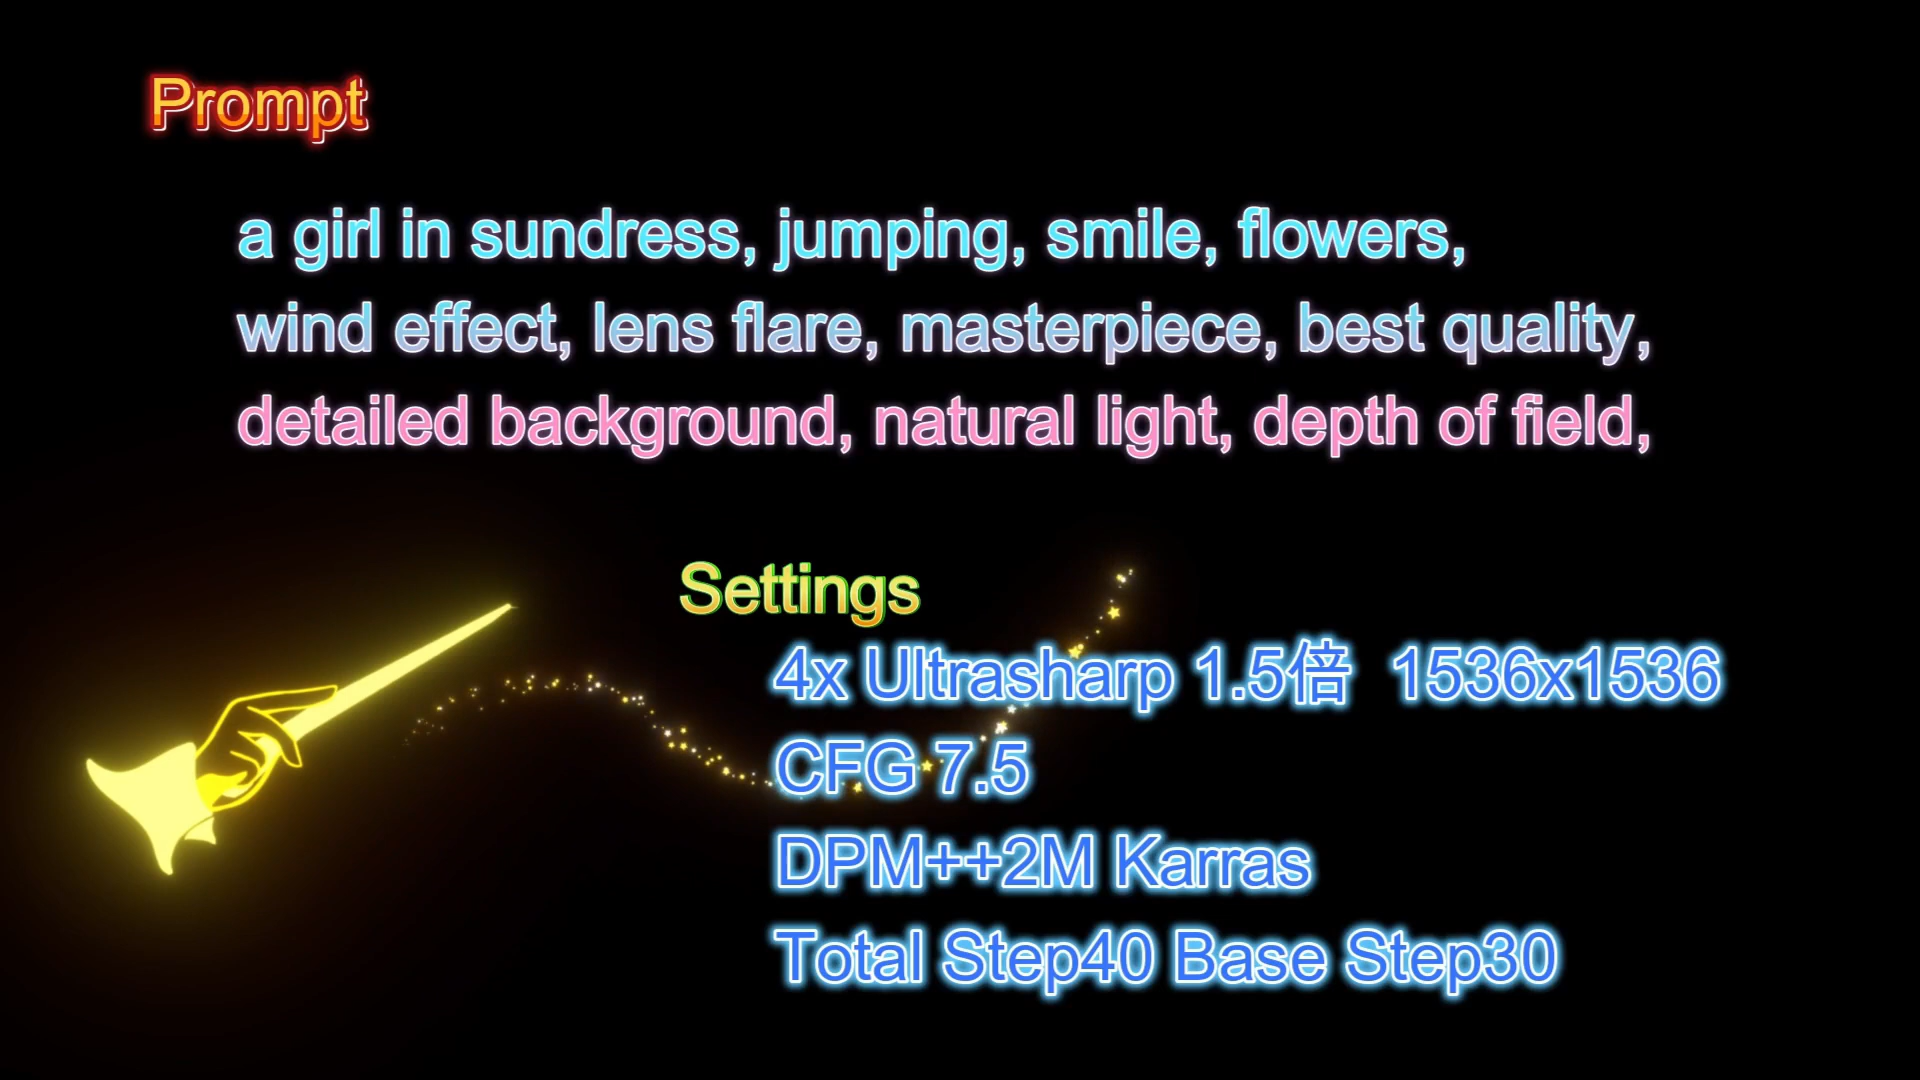 Prompt
a girl in sundress, jumping, smile, flowers,
wind effect, lens flare, masterpiece, best quality,
detailed background, natural light, depth of field,
Settings
4x Ultrasharp 1.5倍 1536x1536
CFG 7.5
DPM++2M Karras
Total Step40 Base Step30